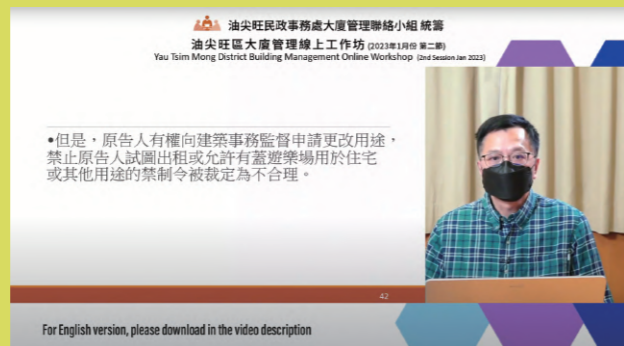 油尖旺民政事務處大廈管理聯絡小組 統籌
油尖旺區大廈管理線上工作坊 (2023年1月份 第二節)
Yau Tsim Mong District Building Management Online Workshop (2nd Session Jan 2023)
•但是，原告人有權向建築事務監督申請更改用途，
禁止原告人試圖出租或允許有蓋遊樂場用於住宅
或其他用途的禁制令被裁定為不合理。
42
For English version, please download in the video description